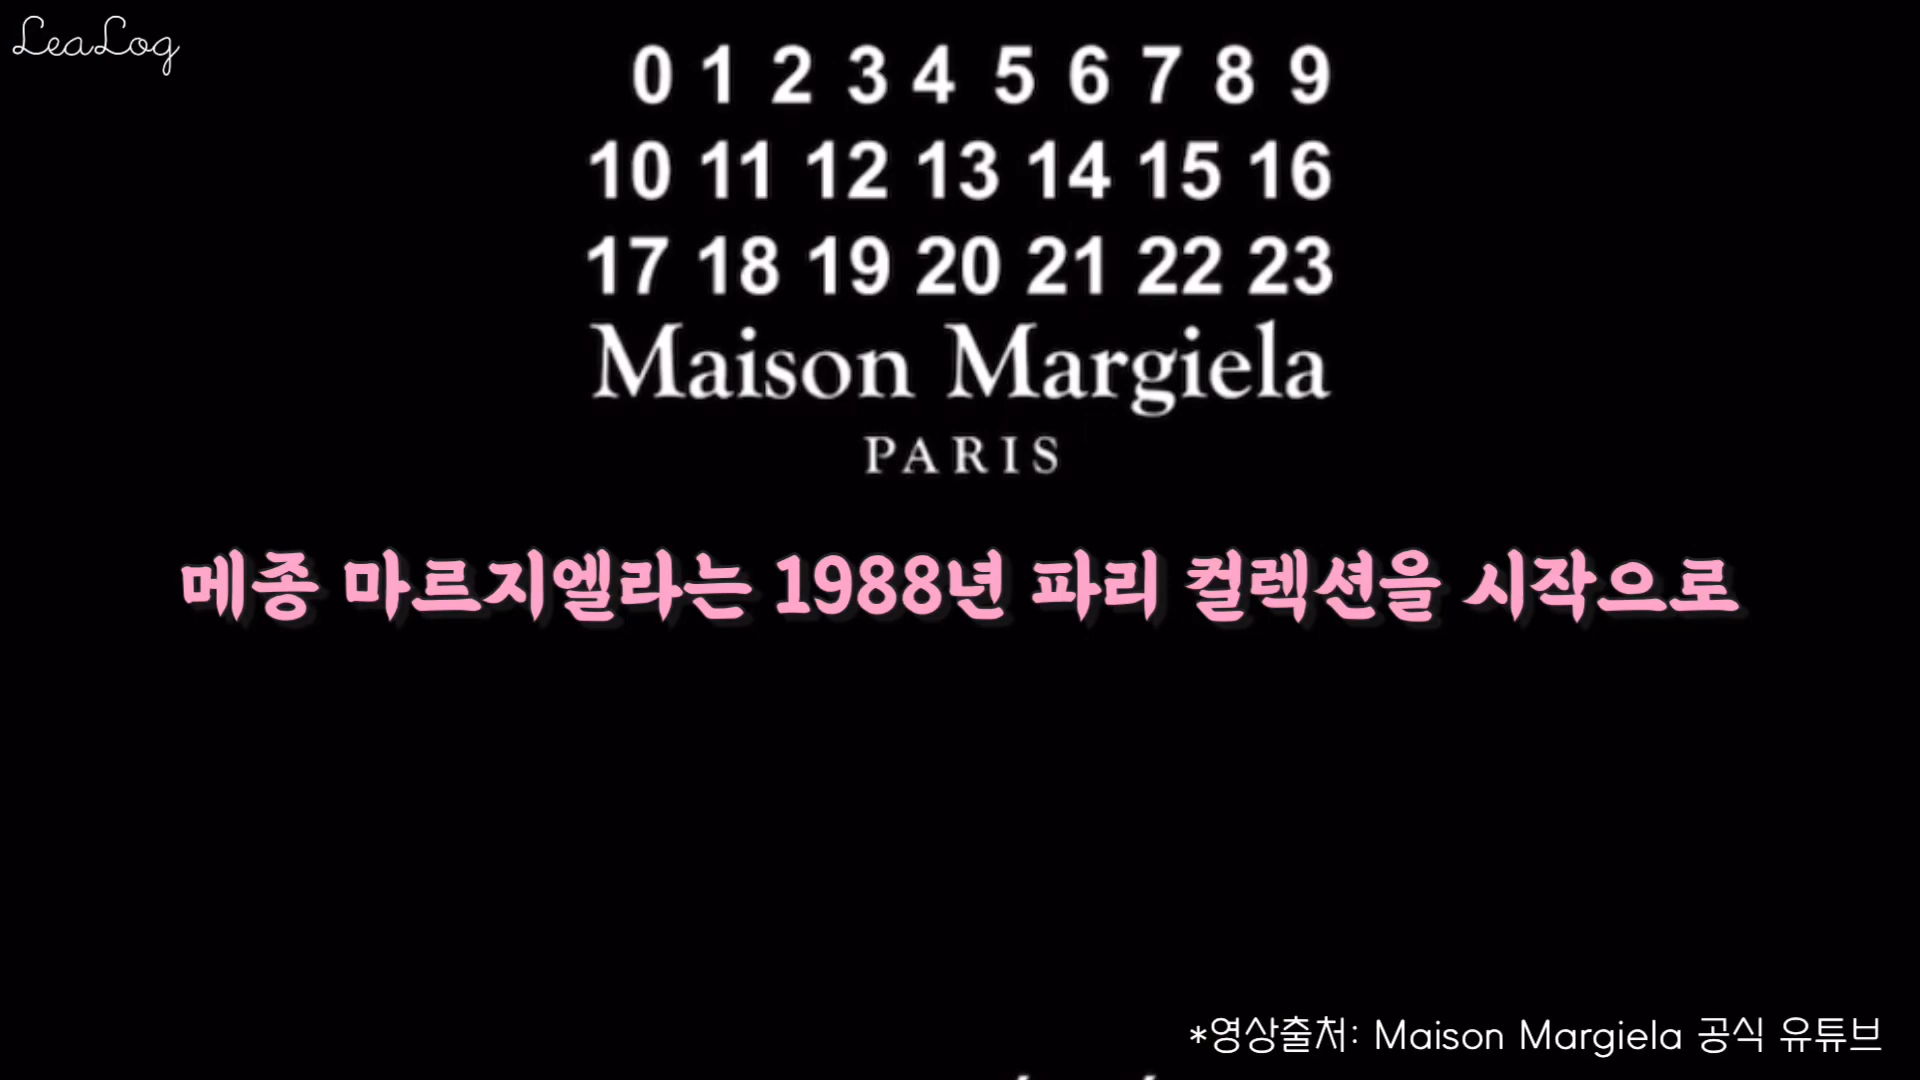 LeaLog
0 1 2 3 4 5 6 7 8 9
10 11 12 13 14 15 16
17 18 19 20 21 22 23
Maison Margiela
PARIS
메종 마르지엘라는 1988년 파리 컬렉션을 시작으로
*영상출처: Maison Margiela 공식 유튜브